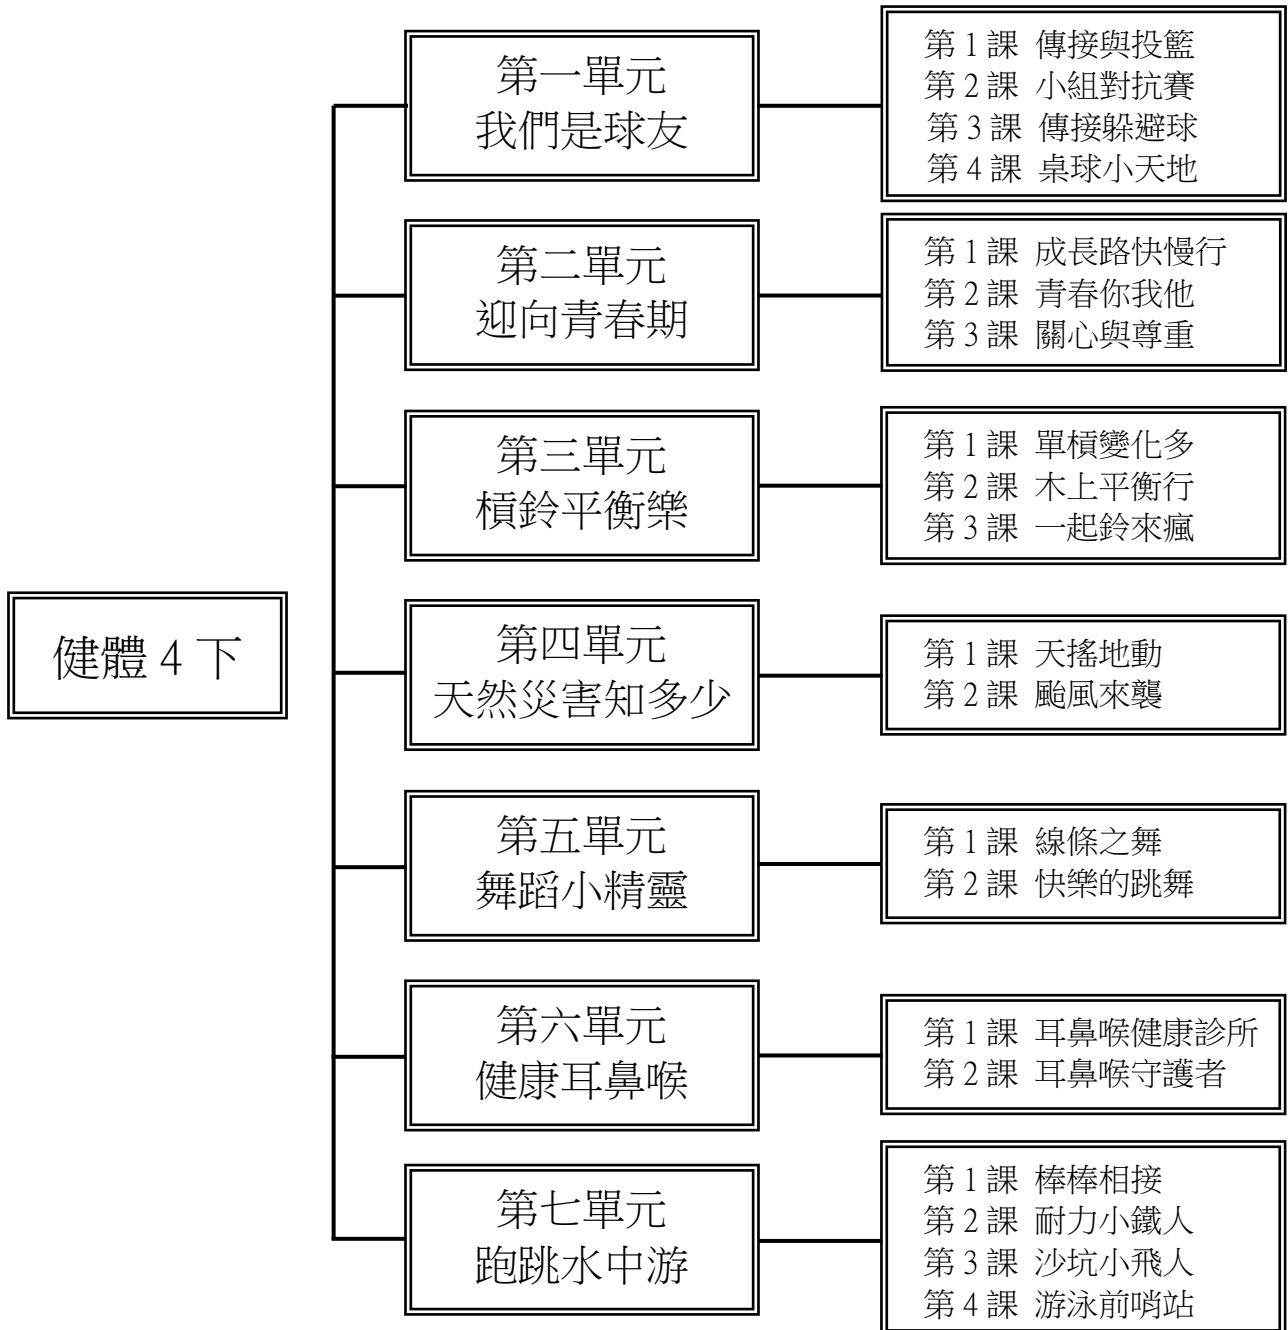 健體 4 下
第一單元
我們是球友
第 1 課 傳接與投籃
第 2 課 小組對抗賽
第 3 課 傳接躲避球
第 4 課 桌球小天地
第二單元
迎向青春期
第 1 課 成長路快慢行
第 2 課 青春你我他
第 3 課 關心與尊重
第三單元
槓鈴平衡樂
第 1 課 單槓變化多
第 2 課 木上平衡行
第 3 課 一起鈴來瘋
第四單元
天然災害知多少
第 1 課 天搖地動
第 2 課 颱風來襲
第五單元
舞蹈小精靈
第 1 課 線條之舞
第 2 課 快樂的跳舞
第六單元
健康耳鼻喉
第 1 課 耳鼻喉健康診所
第 2 課 耳鼻喉守護者
第七單元
跑跳水中游
第 1 課 棒棒相接
第 2 課 耐力小鐵人
第 3 課 沙坑小飛人
第 4 課 游泳前哨站